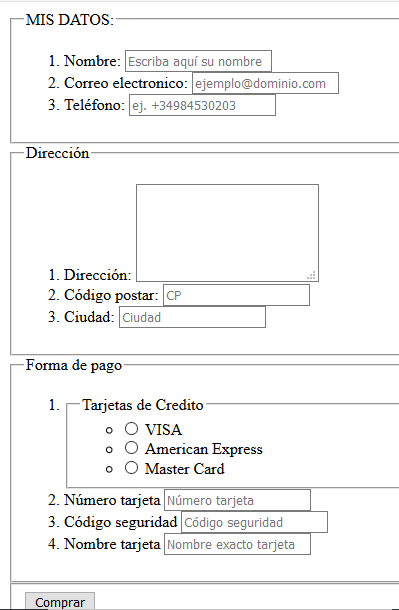 MIS DATOS:
1. Nombre: Escriba aquí su nombre
2. Correo electronico: ejemplo@dominio.com
3. Teléfono: ej. +34984530203
Dirección
1. Dirección:
2. Código postar: CP
3. Ciudad: Ciudad
Forma de pago
1. Tarjetas de Credito
VISA
American Express
Master Card
2. Número tarjeta Número tarjeta
3. Código seguridad Código seguridad
4. Nombre tarjeta Nombre exacto tarjeta
Comprar